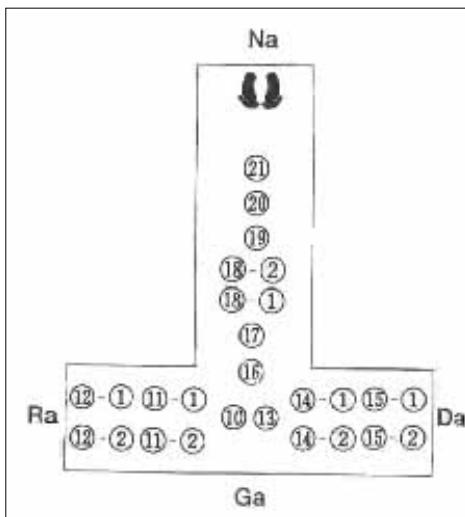 Na
㉑
⑳
⑲
⑱-②
⑱-①
⑰
⑯
⑫-① ⑪-① ⑭-① ⑮-①
Ra ⑩ ⑬ Da
⑫-② ⑪-② ⑭-② ⑮-②
Ga